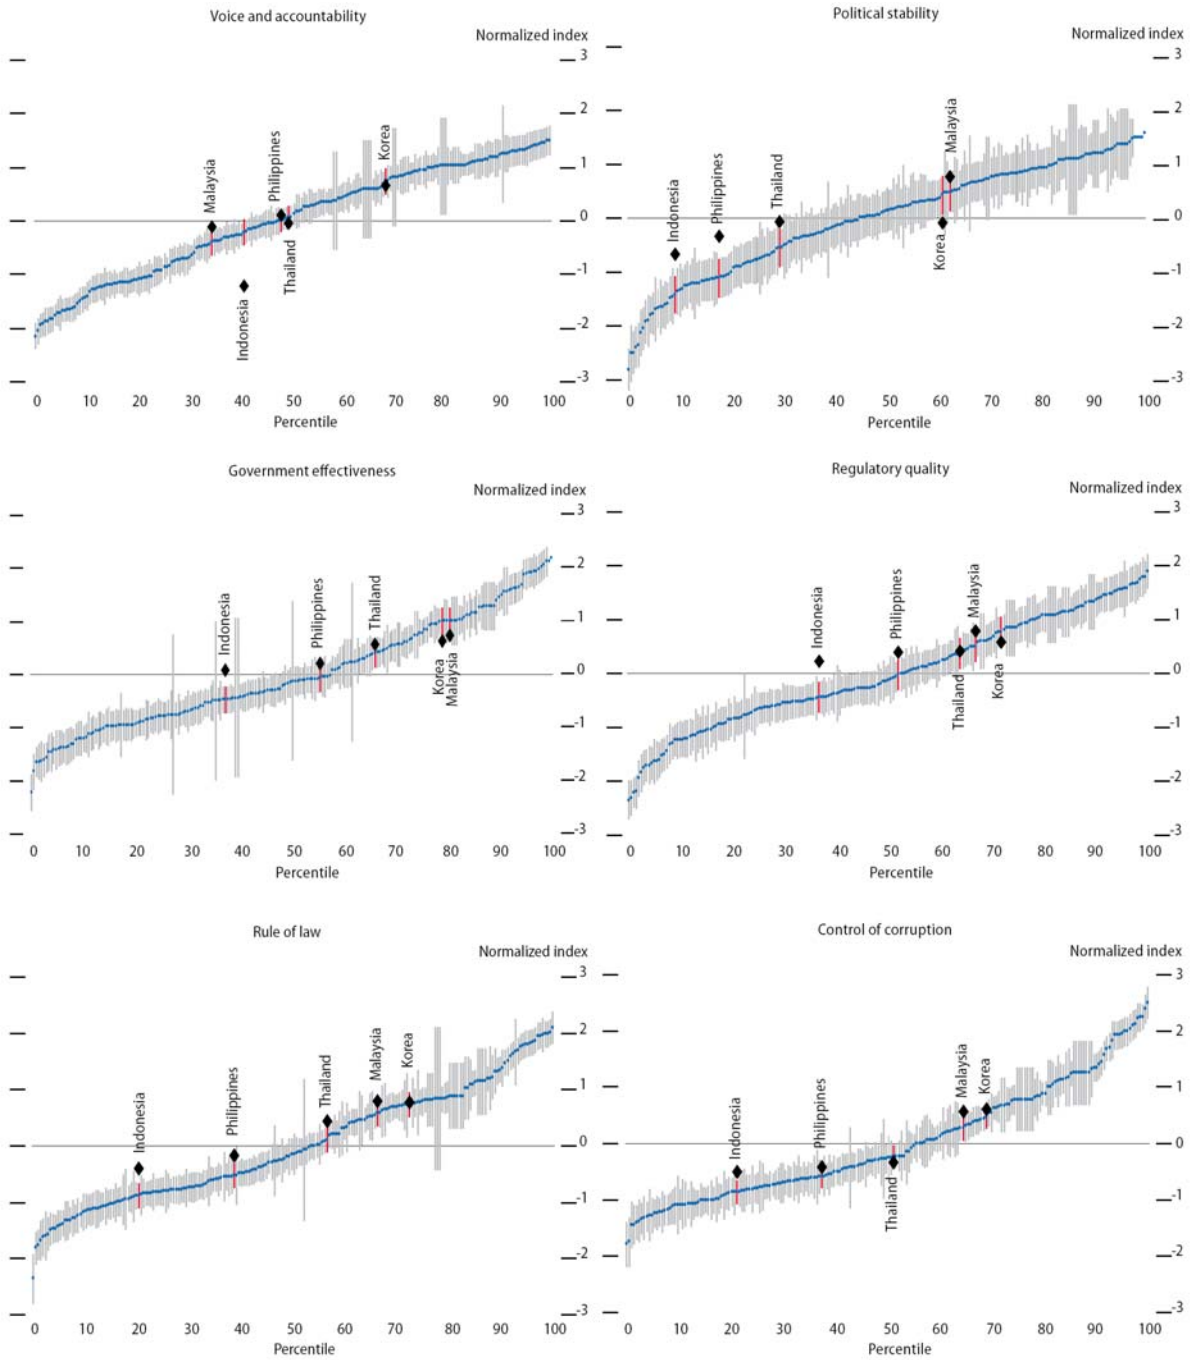 Voice and accountability
Normalized index
3
2
1
0
-1
-2
-3
Malaysia
Indonesia
Philippines
Thailand
Korea
0 10 20 30 40 50 60 70 80 90 100
Percentile
Political stability
Normalized index
3
2
1
0
-1
-2
-3
Indonesia
Philippines
Thailand
Korea
Malaysia
0 10 20 30 40 50 60 70 80 90 100
Percentile
Government effectiveness
Normalized index
3
2
1
0
-1
-2
-3
Indonesia
Philippines
Thailand
Korea
Malaysia
0 10 20 30 40 50 60 70 80 90 100
Percentile
Regulatory quality
Normalized index
3
2
1
0
-1
-2
-3
Indonesia
Philippines
Thailand
Malaysia
Korea
0 10 20 30 40 50 60 70 80 90 100
Percentile
Rule of law
Normalized index
3
2
1
0
-1
-2
-3
Indonesia
Philippines
Thailand
Malaysia
Korea
0 10 20 30 40 50 60 70 80 90 100
Percentile
Control of corruption
Normalized index
3
2
1
0
-1
-2
-3
Indonesia
Philippines
Thailand
Malaysia
Korea
0 10 20 30 40 50 60 70 80 90 100
Percentile